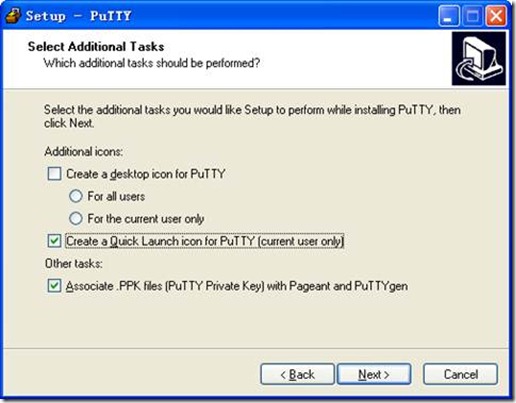 Setup - PuTTY
Select Additional Tasks
Which additional tasks should be performed?
Select the additional tasks you would like Setup to perform while installing PuTTY, then
click Next.
Additional icons:
Create a desktop icon for PuTTY
For all users
For the current user only
Create a Quick Launch icon for PuTTY (current user only)
Other tasks:
Associate .PPK files (PuTTY Private Key) with Pageant and PuTTYgen
< Back
Next >
Cancel